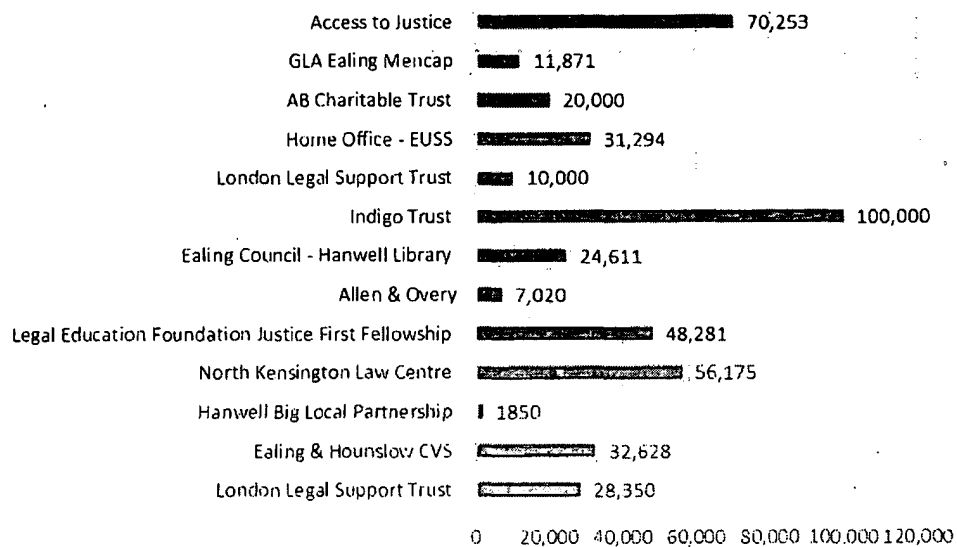 Access to Justice 70,253
GLA Ealing Mencap 11,871
AB Charitable Trust 20,000
Home Office - EUSS 31,294
London Legal Support Trust 10,000
Indigo Trust 100,000
Ealing Council - Hanwell Library 24,611
Allen & Overy 7,020
Legal Education Foundation Justice First Fellowship 48,281
North Kensington Law Centre 56,175
Hanwell Big Local Partnership 1850
Ealing & Hounslow CVS 32,628
London Legal Support Trust 28,350
0 20,000 40,000 60,000 80,000 100,000 120,000